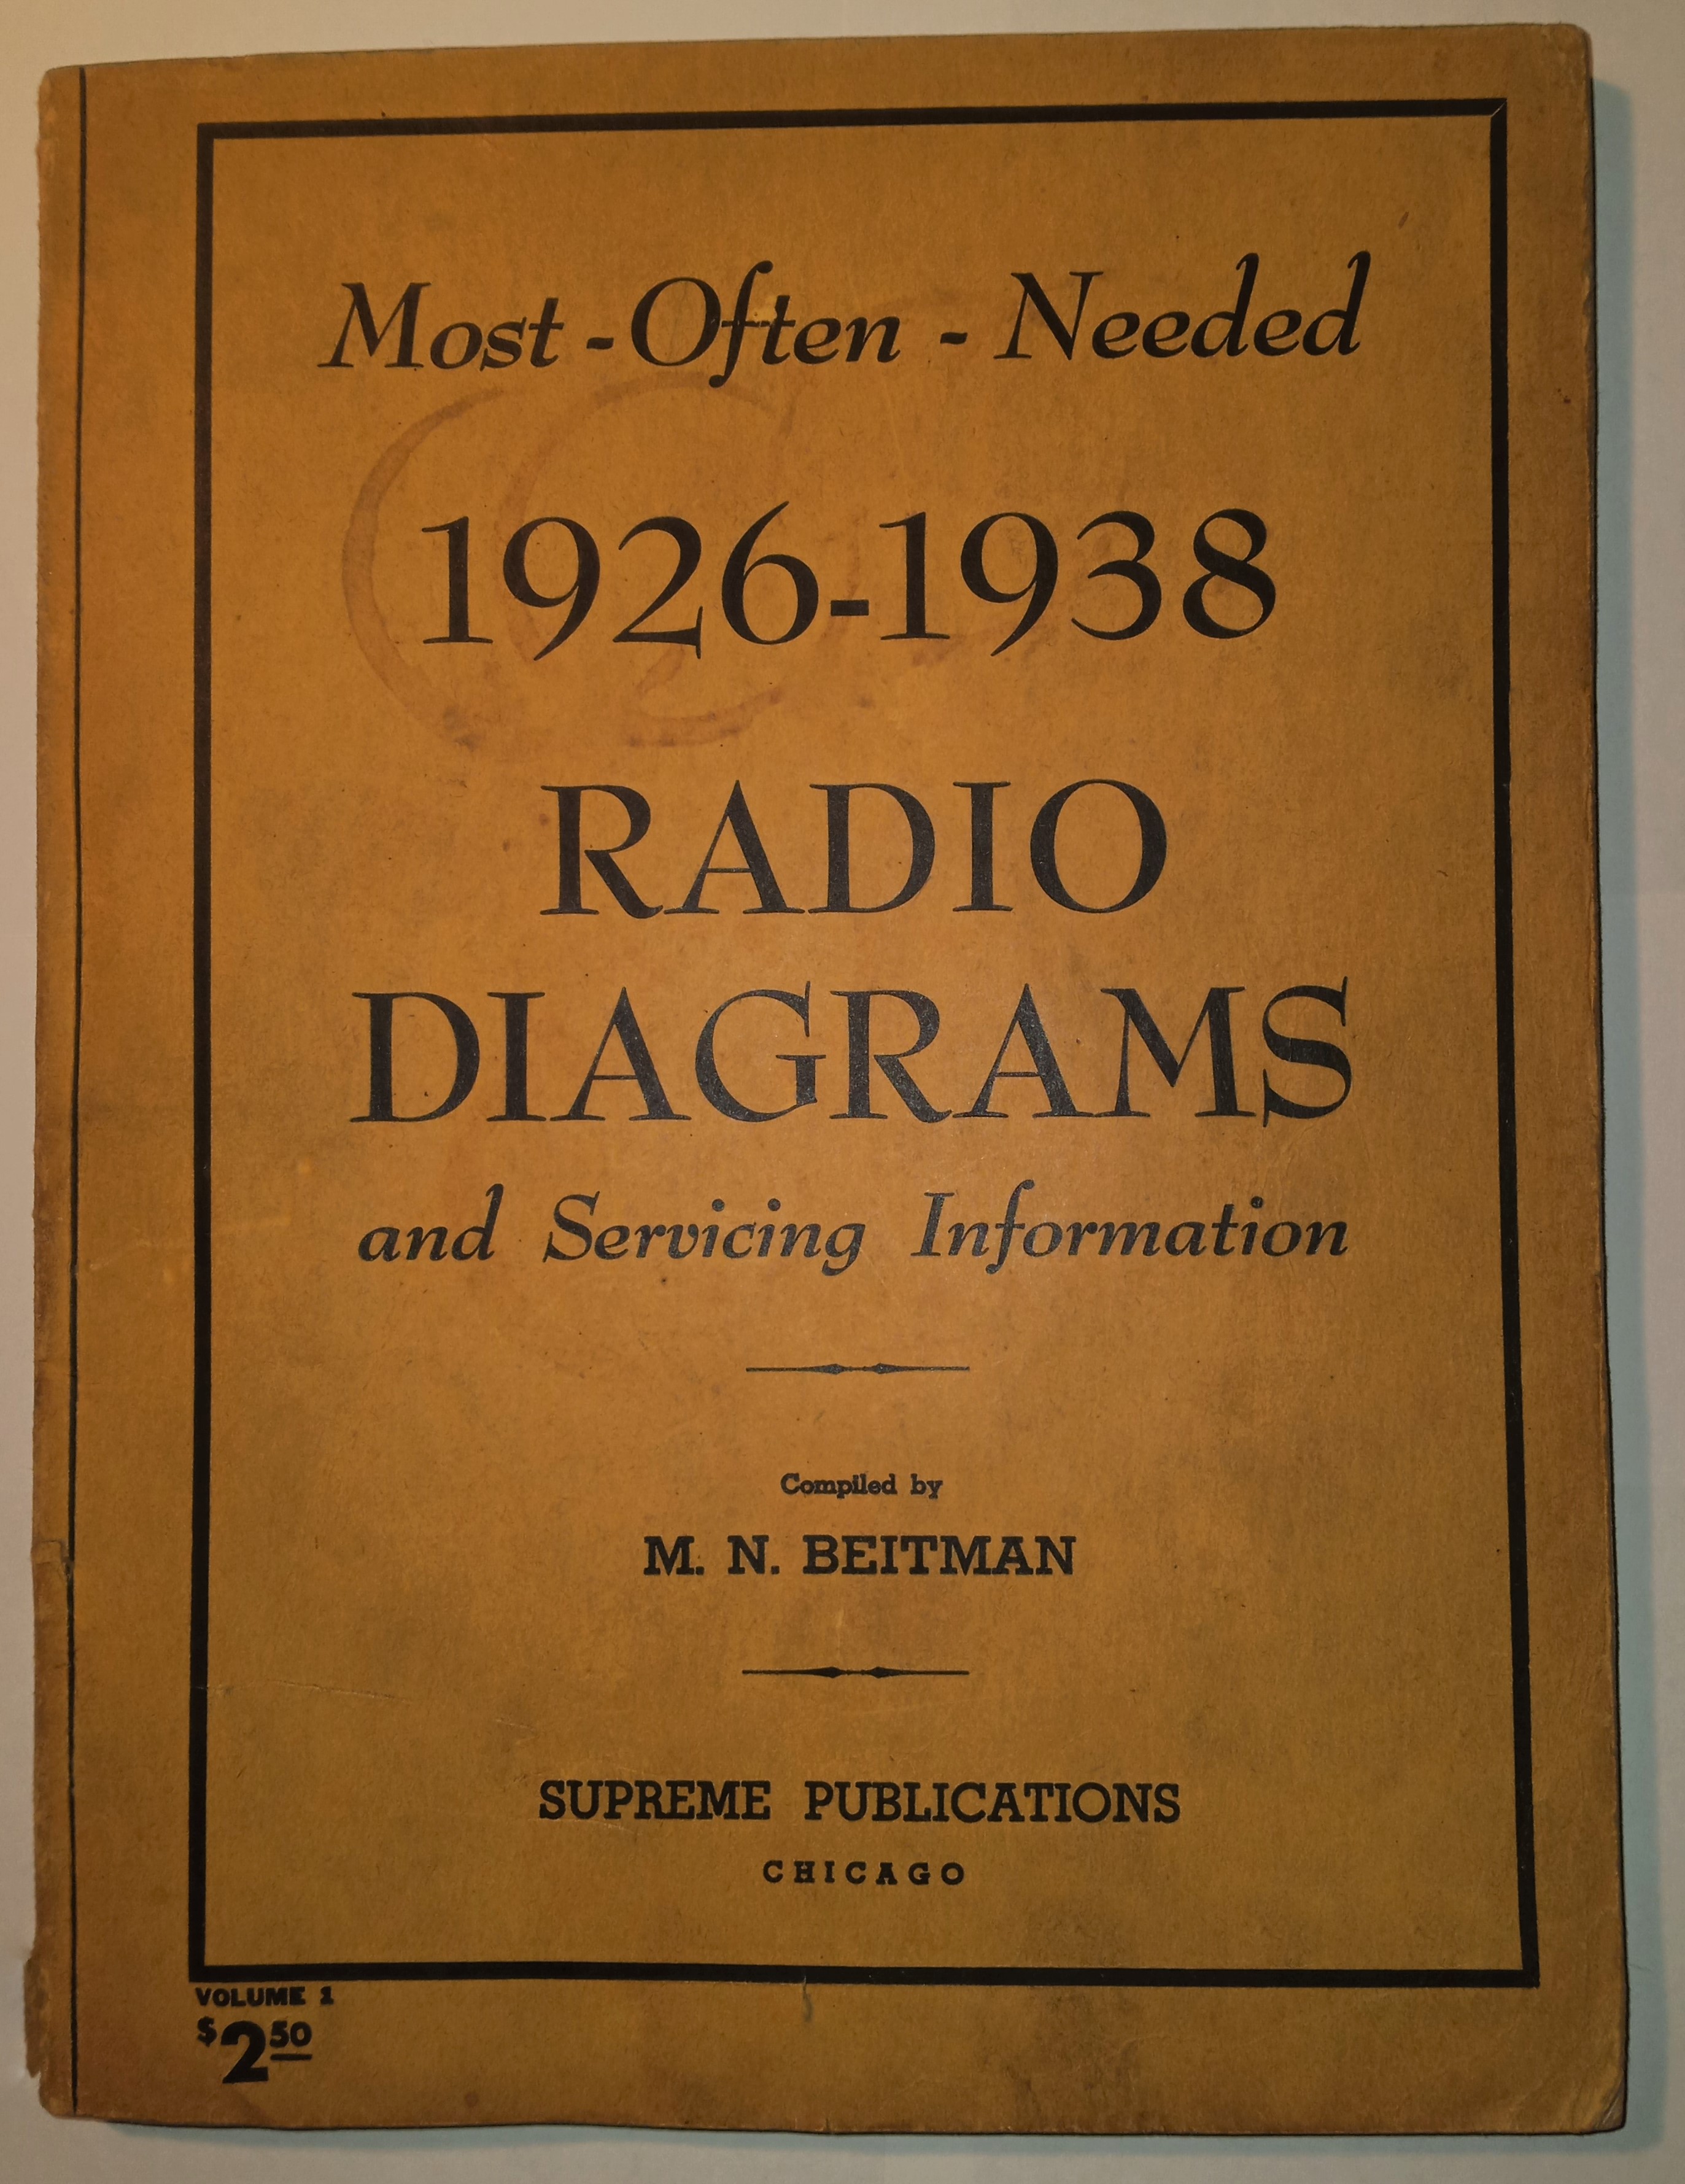 Most - Often - Needed
1926-1938
RADIO
DIAGRAMS
and Servicing Information
Compiled by
M. N. BEITMAN
SUPREME PUBLICATIONS
CHICAGO
VOLUME 1
$2 50